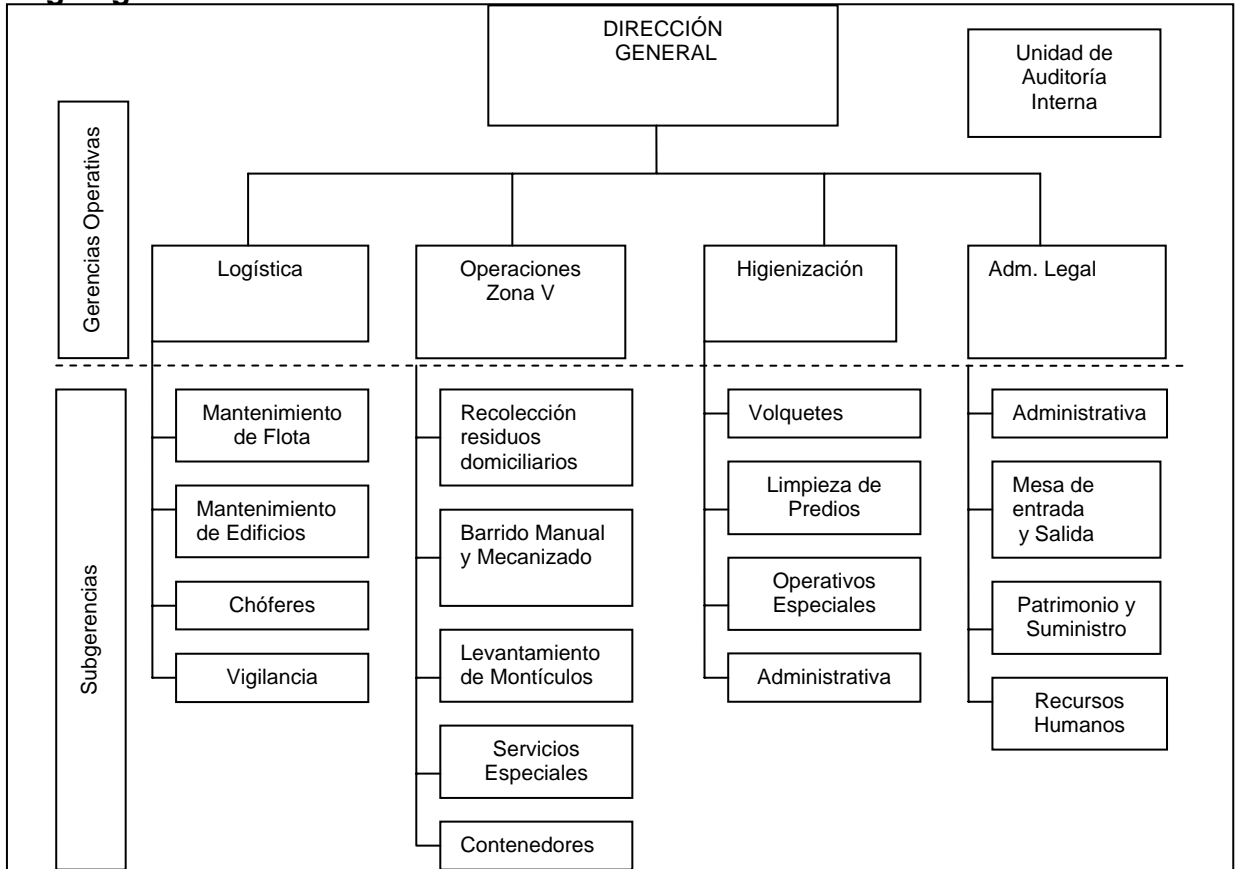 DIRECCIÓN
GENERAL
Unidad de
Auditoría
Interna
Gerencias Operativas
Logística
Operaciones
Zona V
Higienización
Adm. Legal
Subgerencias
Mantenimiento
de Flota
Mantenimiento
de Edificios
Chóferes
Vigilancia
Recolección
residuos
domiciliarios
Barrido Manual
y Mecanizado
Levantamiento
de Montículos
Servicios
Especiales
Contenedores
Volquetes
Limpieza de
Predios
Operativos
Especiales
Administrativa
Administrativa
Mesa de
entrada
y Salida
Patrimonio y
Suministro
Recursos
Humanos